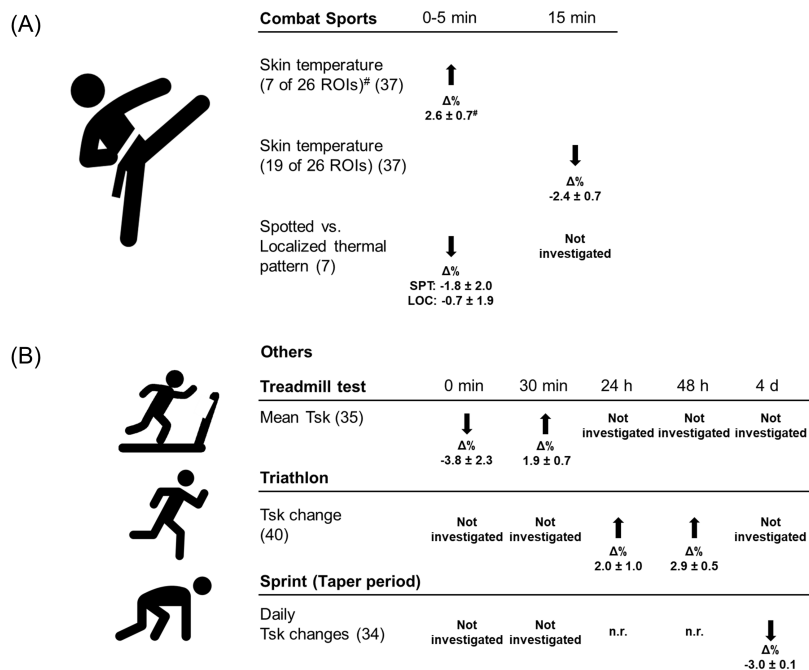 (A)
Combat Sports 0-5 min 15 min
Skin temperature
(7 of 26 ROIs)# (37)
Δ%
2.6 ± 0.7#
Skin temperature
(19 of 26 ROIs) (37)
Δ%
-2.4 ± 0.7
Spotted vs.
Localized thermal
pattern (7)
Δ%
SPT: -1.8 ± 2.0
LOC: -0.7 ± 1.9
Not
investigated
(B)
Others
Treadmill test 0 min 30 min 24 h 48 h 4 d
Mean Tsk (35)
Δ%
-3.8 ± 2.3
Δ%
1.9 ± 0.7
Not
investigated
Not
investigated
Not
investigated
Triathlon
Tsk change
(40)
Not
investigated
Not
investigated
Δ%
2.0 ± 1.0
Δ%
2.9 ± 0.5
Not
investigated
Sprint (Taper period)
Daily
Tsk changes (34)
Not
investigated
Not
investigated
n.r.
n.r.
Δ%
-3.0 ± 0.1